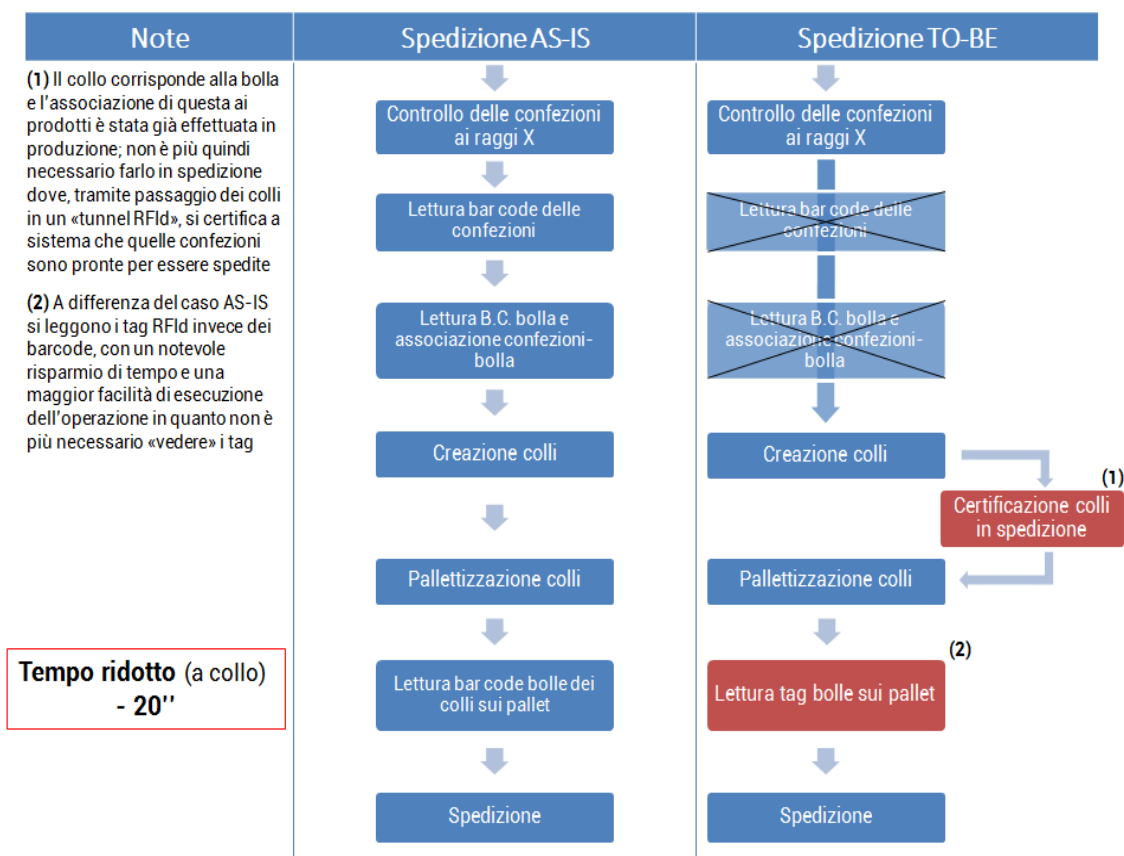 Note
Spedizione AS-IS
Spedizione TO-BE
(1) Il collo corrisponde alla bolla
e l'associazione di questa ai
prodotti è stata già effettuata in
produzione; non è più quindi
necessario farlo in spedizione
dove, tramite passaggio dei colli
in un «tunnel RFId», si certifica a
sistema che quelle confezioni
sono pronte per essere spedite
(2) A differenza del caso AS-IS
si leggono i tag RFId invece dei
barcode, con un notevole
risparmio di tempo e una
maggior facilità di esecuzione
dell'operazione in quanto non è
più necessario «vedere» i tag
Tempo ridotto (a collo)
- 20''
Controllo delle confezioni
ai raggi X
Lettura bar code delle
confezioni
Lettura B.C. bolla e
associazione confezioni-
bolla
Creazione colli
Pallettizzazione colli
Lettura bar code bolle dei
colli sui pallet
Spedizione
Controllo delle confezioni
ai raggi X
Lettura bar code delle
confezioni
Lettura B.C. bolla e
associazione confezioni-
bolla
Creazione colli
(1)
Certificazione colli
in spedizione
Pallettizzazione colli
(2)
Lettura tag bolle sui pallet
Spedizione